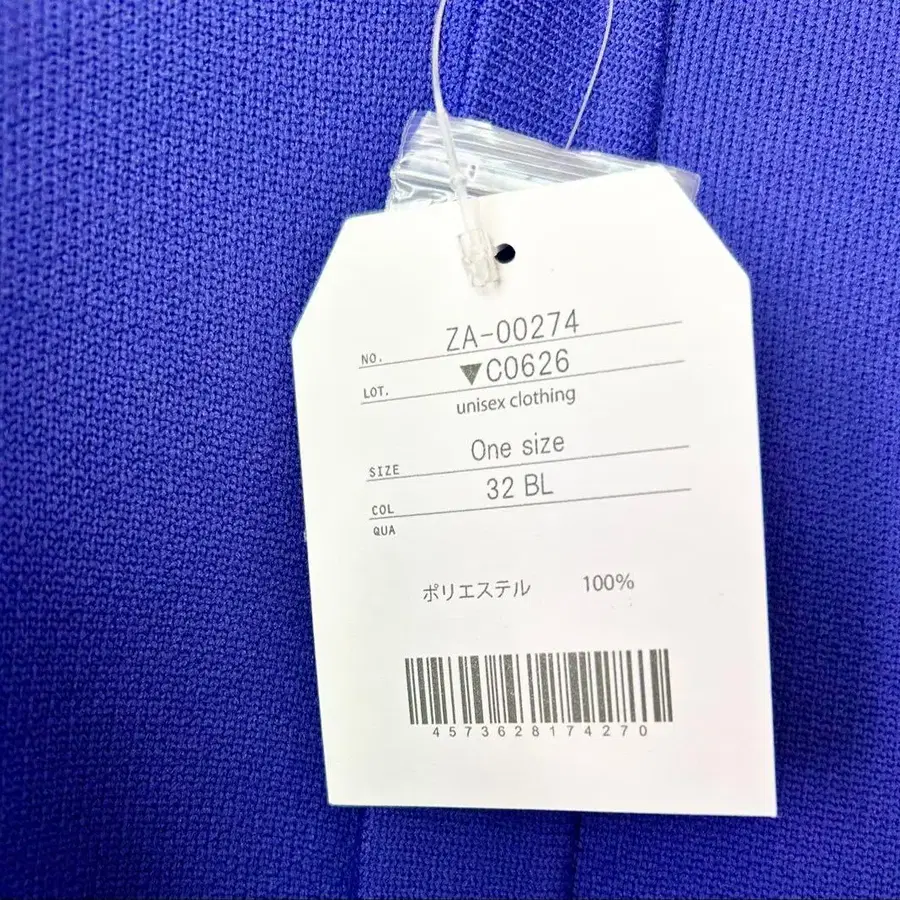 NO. ZA-00274
LOT. ▼C0626
unisex clothing
SIZE One size
COL 32 BL
QUA
ポリエステル 100%
4573628174270